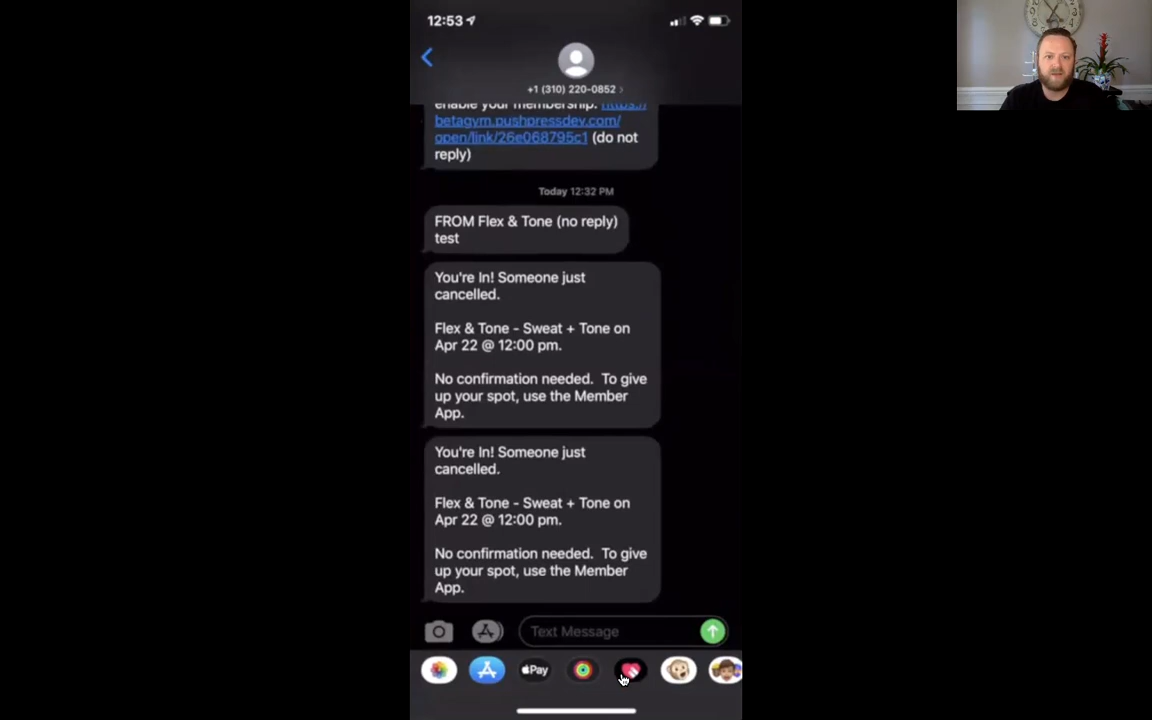 12:53
+1 (310) 220-0852
enable your membership. https://
betagym.pushpressdev.com/
open/link/26e068795c1 (do not
reply)
Today 12:32 PM
FROM Flex & Tone (no reply)
test
You're In! Someone just
cancelled.
Flex & Tone - Sweat + Tone on
Apr 22 @ 12:00 pm.
No confirmation needed. To give
up your spot, use the Member
App.
You're In! Someone just
cancelled.
Flex & Tone - Sweat + Tone on
Apr 22 @ 12:00 pm.
No confirmation needed. To give
up your spot, use the Member
App.
Text Message
Pay